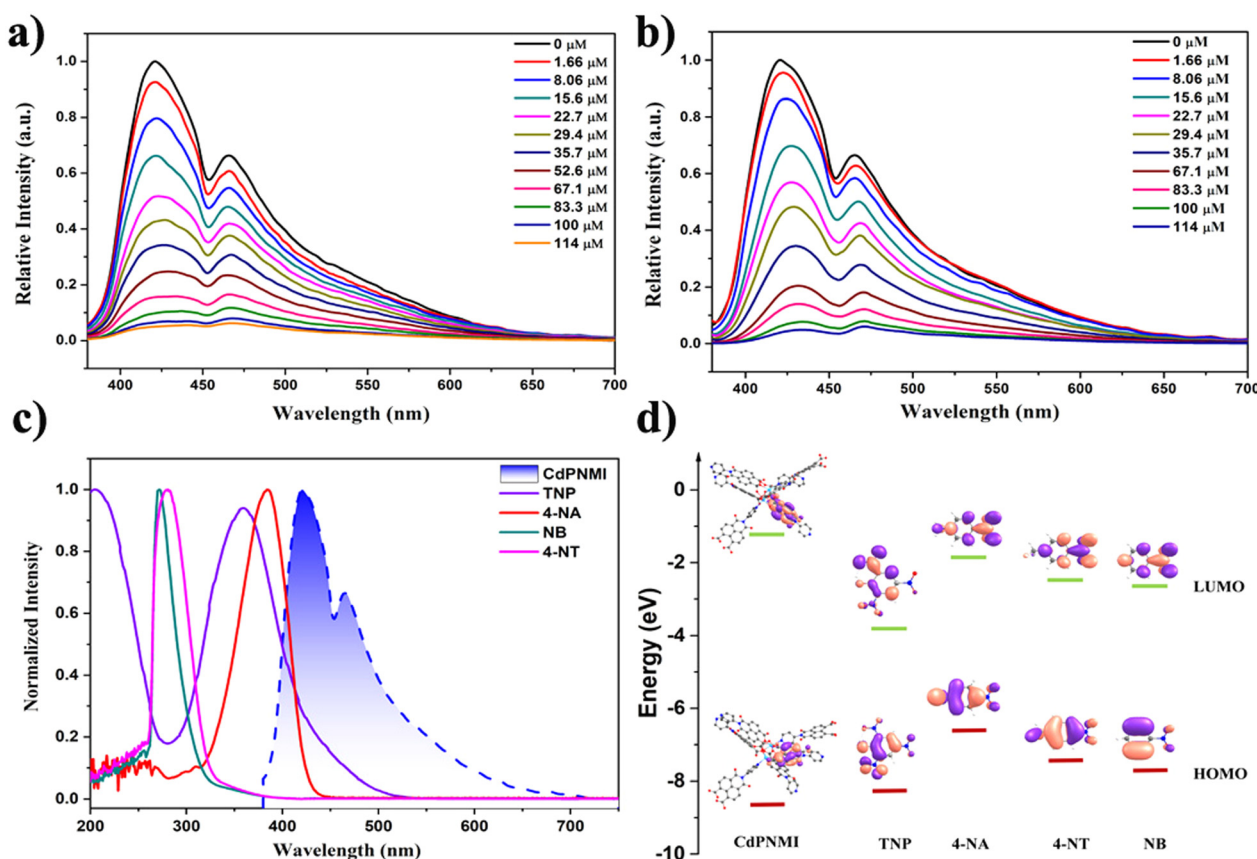 a)
Relative Intensity (a.u.)
1.0
0.8
0.6
0.4
0.2
0.0
0 μM
1.66 μM
8.06 μM
15.6 μM
22.7 μM
29.4 μM
35.7 μM
52.6 μM
67.1 μM
83.3 μM
100 μM
114 μM
400 450 500 550 600 650 700
Wavelength (nm)
b)
Relative Intensity (a.u.)
1.0
0.8
0.6
0.4
0.2
0.0
0 μM
1.66 μM
8.06 μM
15.6 μM
22.7 μM
29.4 μM
35.7 μM
67.1 μM
83.3 μM
100 μM
114 μM
400 450 500 550 600 650 700
Wavelength (nm)
c)
Normalized Intensity
1.0
0.8
0.6
0.4
0.2
0.0
CdPNMI
TNP
4-NA
NB
4-NT
200 300 400 500 600 700
Wavelength (nm)
d)
Energy (eV)
0
-2
-4
-6
-8
-10
LUMO
HOMO
CdPNMI TNP 4-NA 4-NT NB